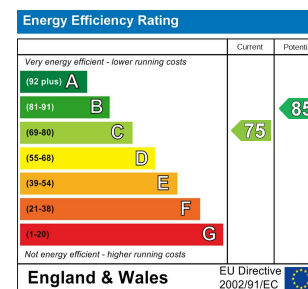 Energy Efficiency Rating
Current Potenti
Very energy efficient - lower running costs
(92 plus) A
(81-91) B
85
(69-80) C
75
(55-68) D
(39-54) E
(21-38) F
(1-20) G
Not energy efficient - higher running costs
England & Wales
EU Directive
2002/91/EC